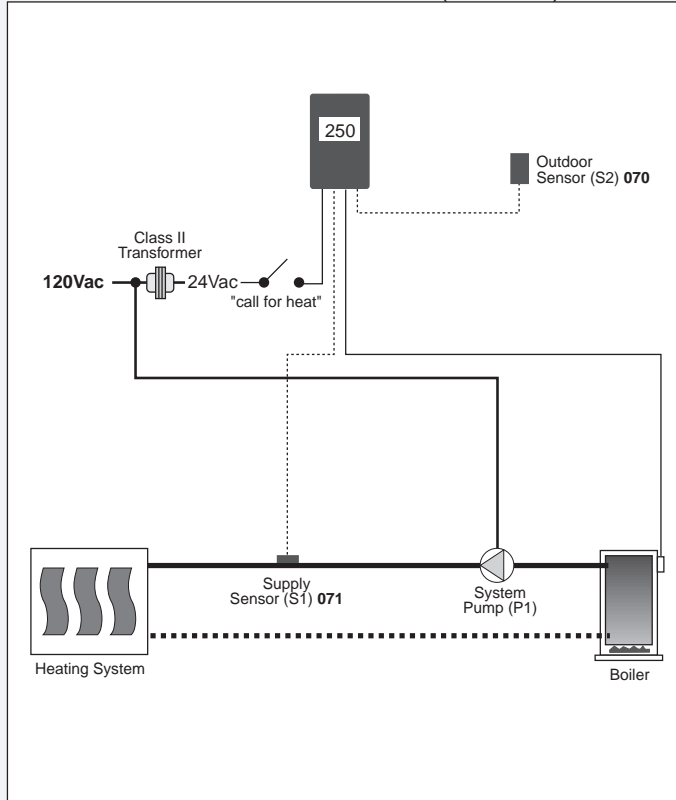 250
Outdoor
Sensor (S2) 070
Class II
Transformer
120Vac
24Vac
"call for heat"
Supply
Sensor (S1) 071
System
Pump (P1)
Heating System
Boiler